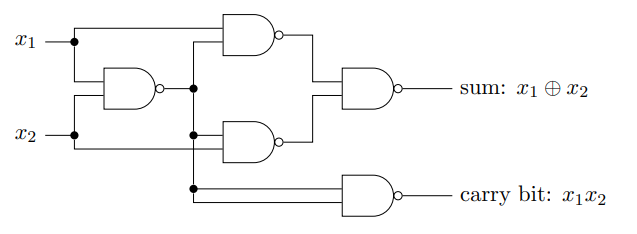 x₁
x₂
sum: x₁ ⊕ x₂
carry bit: x₁x₂